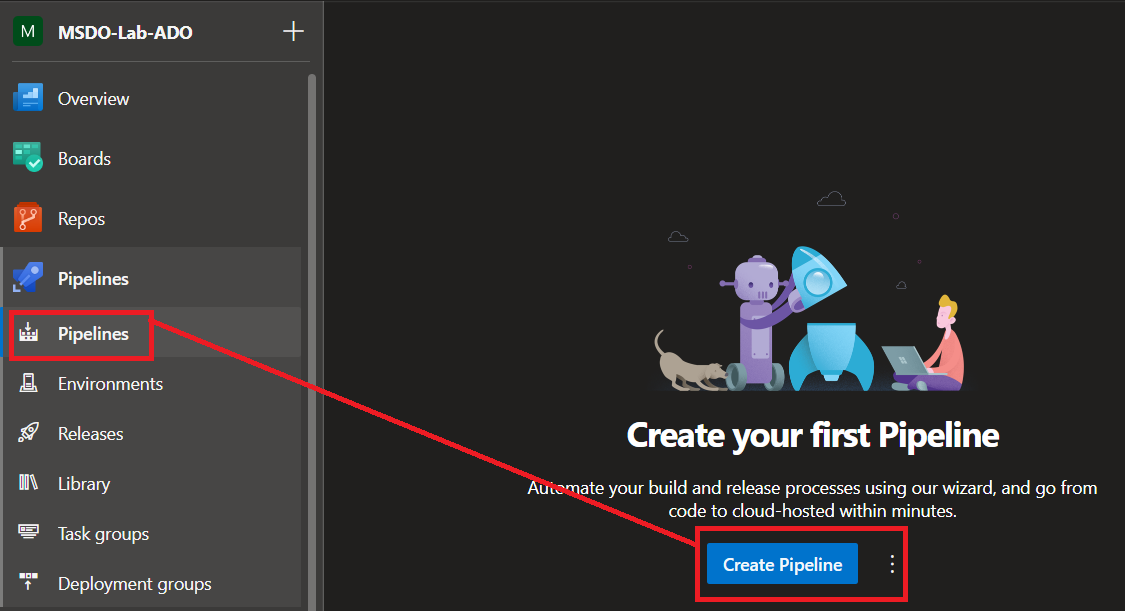 M MSDO-Lab-ADO +
Overview
Boards
Repos
Pipelines
Pipelines
Environments
Releases
Library
Task groups
Deployment groups
Create your first Pipeline
Automate your build and release processes using our wizard, and go from
code to cloud-hosted within minutes.
Create Pipeline